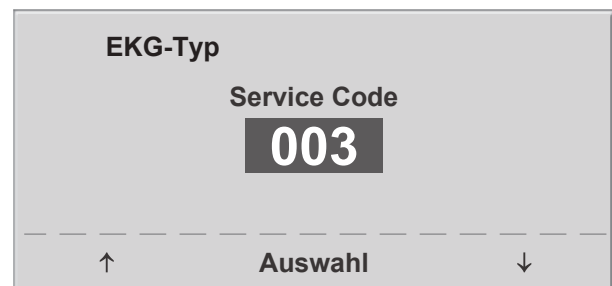 EKG-Typ
Service Code
003
↑ Auswahl ↓